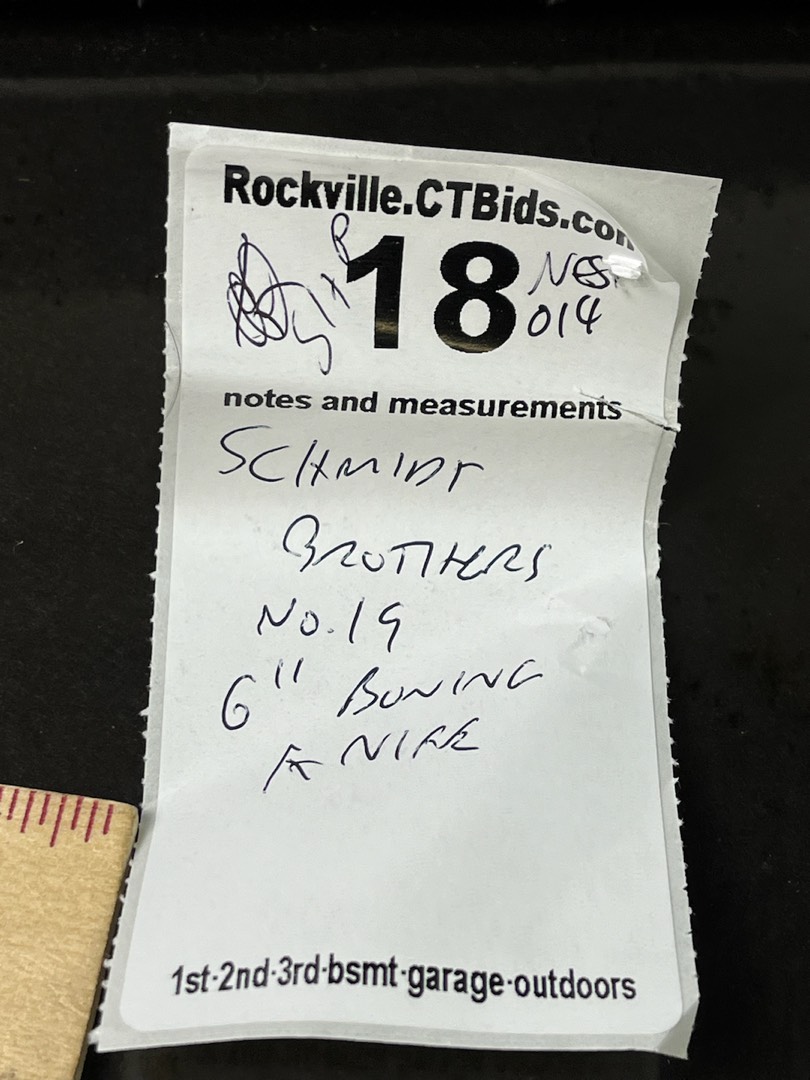 Rockville.CTBids.com
18
NES
014
notes and measurements
SCHMIDT
BROTHERS
No. 19
6" BONING
KNIFE
1st·2nd·3rd·bsmt·garage·outdoors